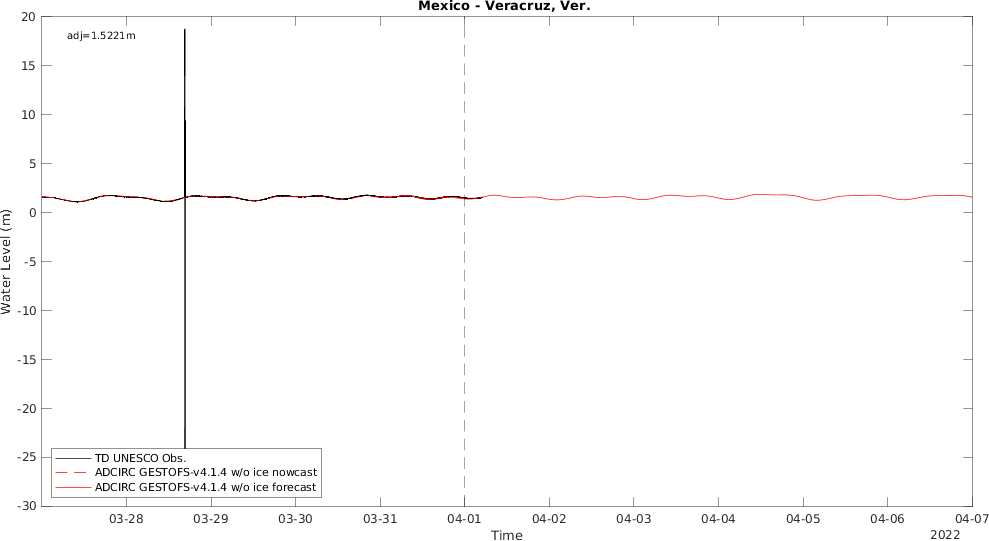 Mexico - Veracruz, Ver.
adj=1.5221m
20
15
10
5
0
-5
-10
-15
-20
-25
-30
Water Level (m)
TD UNESCO Obs.
ADCIRC GESTOFS-v4.1.4 w/o ice nowcast
ADCIRC GESTOFS-v4.1.4 w/o ice forecast
03-28 03-29 03-30 03-31 04-01 04-02 04-03 04-04 04-05 04-06 04-07
Time
2022